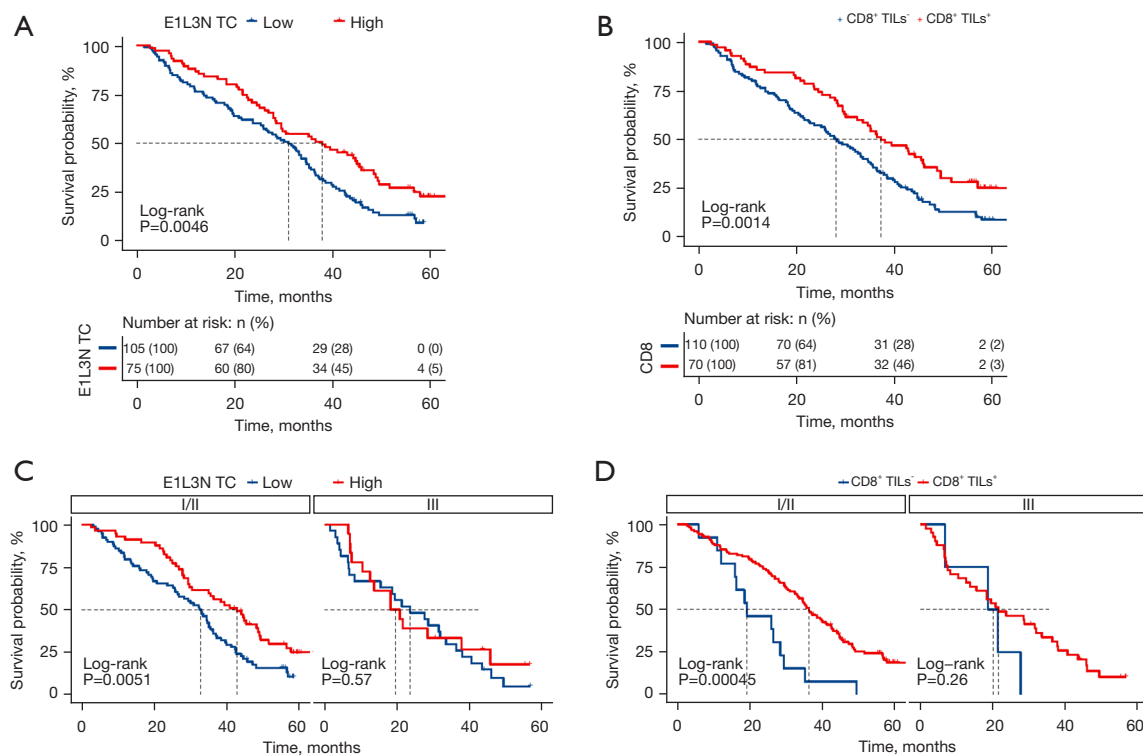 A
E1L3N TC Low High
Survival probability, %
100
75
50
25
0
Log-rank
P=0.0046
0 20 40 60
Time, months
Number at risk: n (%)
E1L3N TC
105 (100) 67 (64) 29 (28) 0 (0)
75 (100) 60 (80) 34 (45) 4 (5)
0 20 40 60
Time, months
B
CD8+ TILs- CD8+ TILs+
Survival probability, %
100
75
50
25
0
Log-rank
P=0.0014
0 20 40 60
Time, months
Number at risk: n (%)
CD8
110 (100) 70 (64) 31 (28) 2 (2)
70 (100) 57 (81) 32 (46) 2 (3)
0 20 40 60
Time, months
C
E1L3N TC Low High
I/II III
Survival probability, %
100
75
50
25
0
Log-rank
P=0.0051
Log-rank
P=0.57
0 20 40 60 0 20 40 60
Time, months
D
CD8+ TILs- CD8+ TILs+
I/II III
Survival probability, %
100
75
50
25
0
Log-rank
P=0.00045
Log–rank
P=0.26
0 20 40 60 0 20 40 60
Time, months